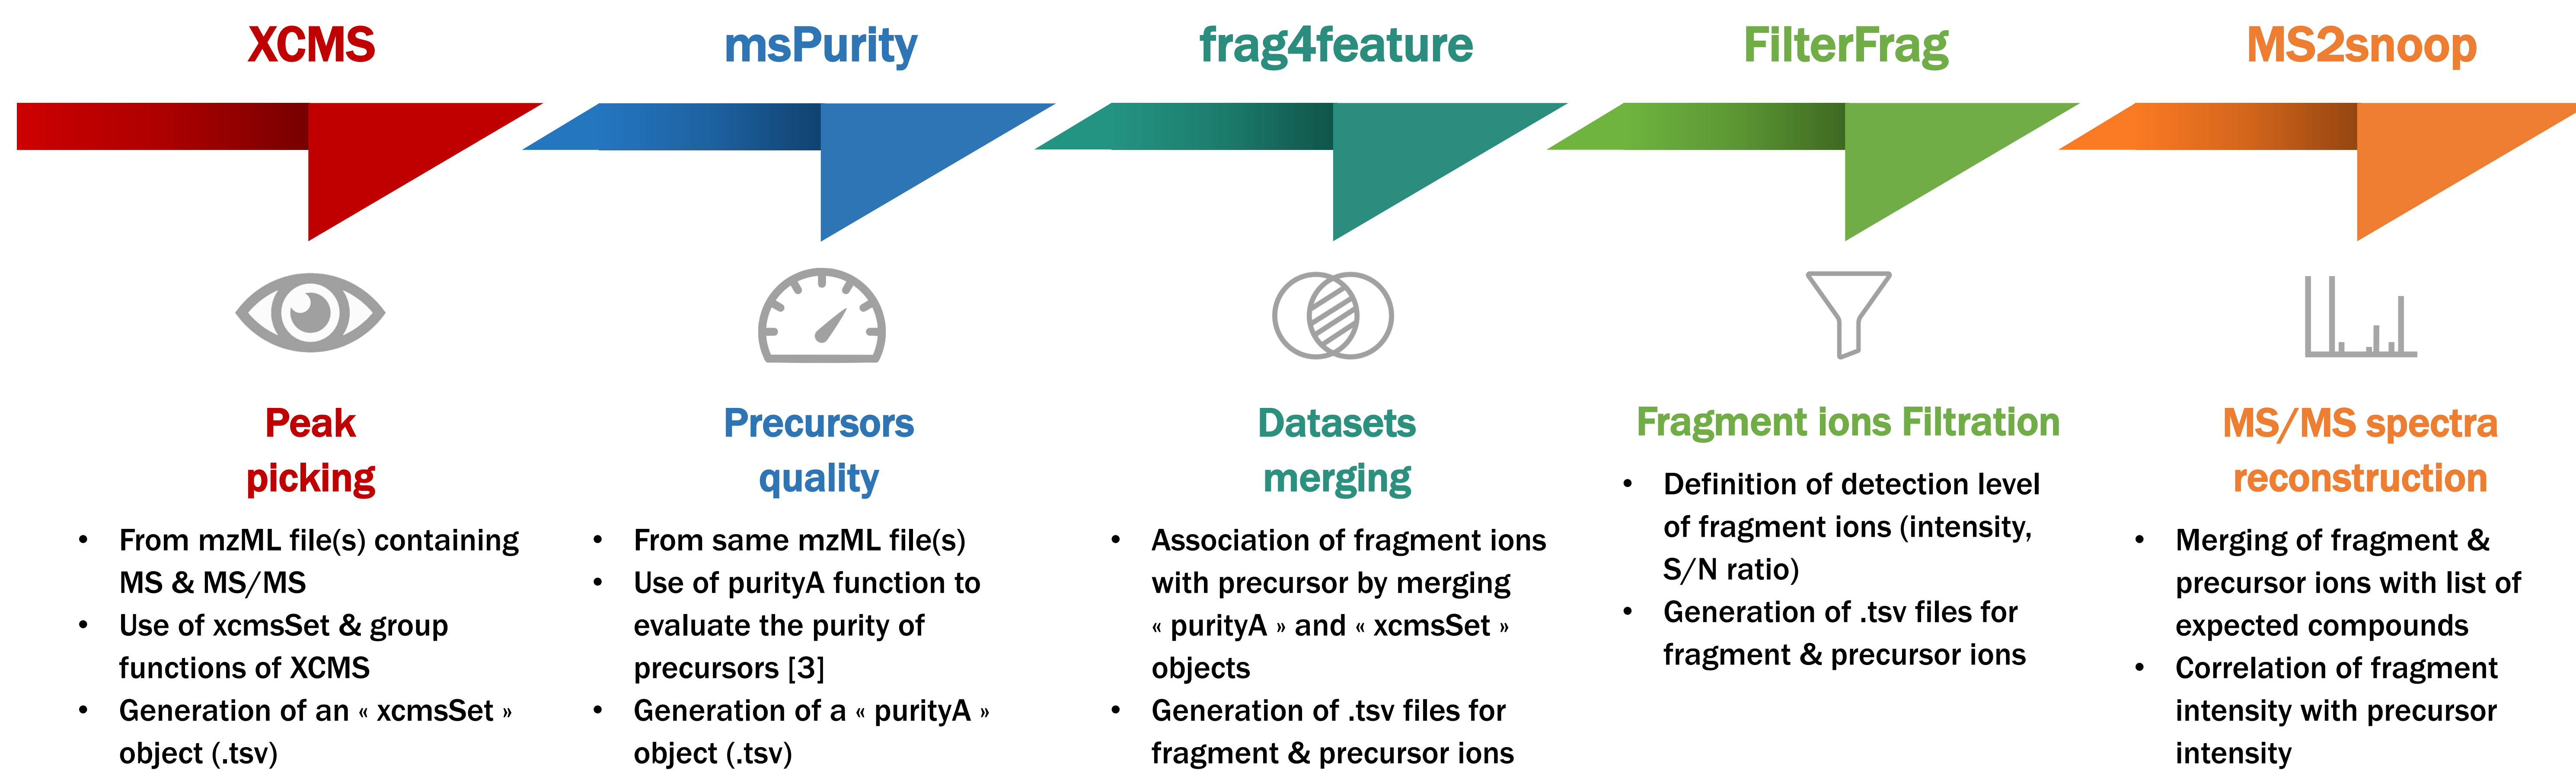 XCMS
msPurity
frag4feature
FilterFrag
MS2snoop
Peak
picking
• From mzML file(s) containing
MS & MS/MS
• Use of xcmsSet & group
functions of XCMS
• Generation of an « xcmsSet »
object (.tsv)
Precursors
quality
• From same mzML file(s)
• Use of purityA function to
evaluate the purity of
precursors [3]
• Generation of a « purityA »
object (.tsv)
Datasets
merging
• Association of fragment ions
with precursor by merging
« purityA » and « xcmsSet »
objects
• Generation of .tsv files for
fragment & precursor ions
Fragment ions Filtration
• Definition of detection level
of fragment ions (intensity,
S/N ratio)
• Generation of .tsv files for
fragment & precursor ions
MS/MS spectra
reconstruction
• Merging of fragment &
precursor ions with list of
expected compounds
• Correlation of fragment
intensity with precursor
intensity